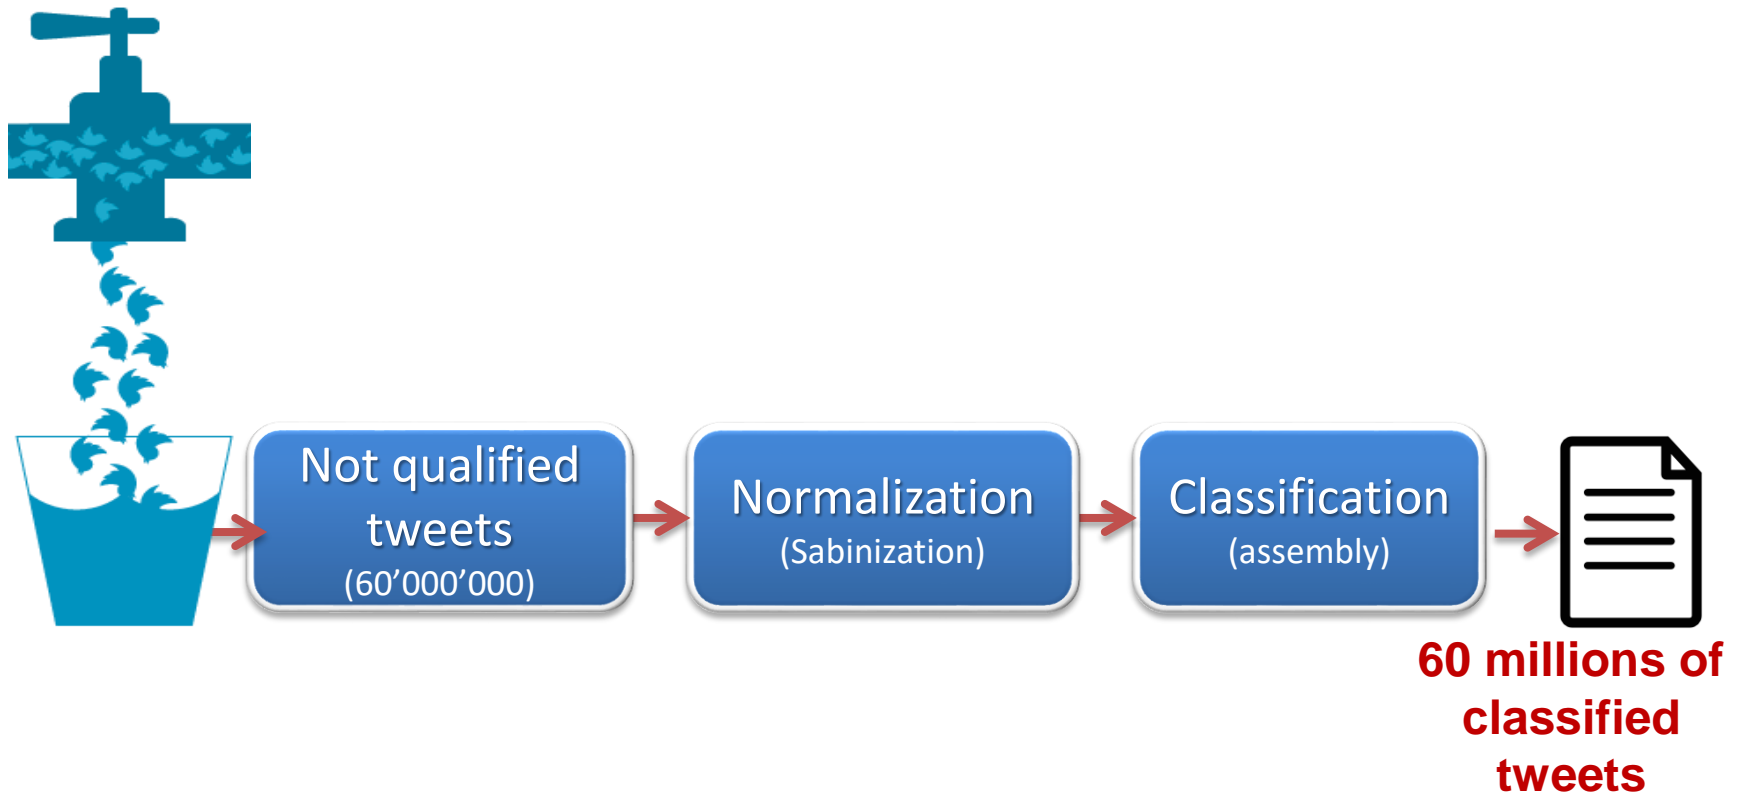 Not qualified
tweets
(60’000’000)
Normalization
(Sabinization)
Classification
(assembly)
60 millions of
classified
tweets